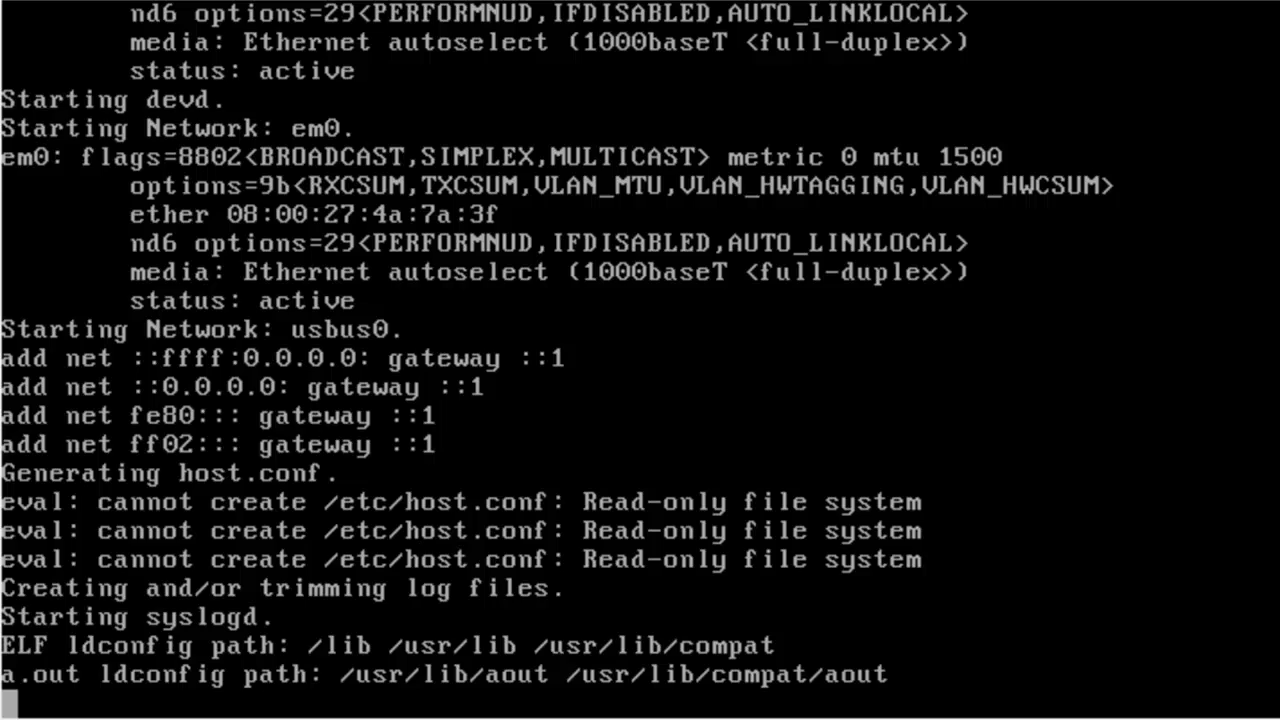 nd6 options=29<PERFORMNUD,IFDISABLED,AUTO_LINKLOCAL>
media: Ethernet autoselect (1000baseT <full-duplex>)
status: active
Starting devd.
Starting Network: em0.
em0: flags=8802<BROADCAST,SIMPLEX,MULTICAST> metric 0 mtu 1500
options=9b<RXCSUM,TXCSUM,VLAN_MTU,VLAN_HWTAGGING,VLAN_HWCSUM>
ether 08:00:27:4a:7a:3f
nd6 options=29<PERFORMNUD,IFDISABLED,AUTO_LINKLOCAL>
media: Ethernet autoselect (1000baseT <full-duplex>)
status: active
Starting Network: usbus0.
add net ::ffff:0.0.0.0: gateway ::1
add net ::0.0.0.0: gateway ::1
add net fe80::: gateway ::1
add net ff02::: gateway ::1
Generating host.conf.
eval: cannot create /etc/host.conf: Read-only file system
eval: cannot create /etc/host.conf: Read-only file system
eval: cannot create /etc/host.conf: Read-only file system
Creating and/or trimming log files.
Starting syslogd.
ELF ldconfig path: /lib /usr/lib /usr/lib/compat
a.out ldconfig path: /usr/lib/aout /usr/lib/compat/aout